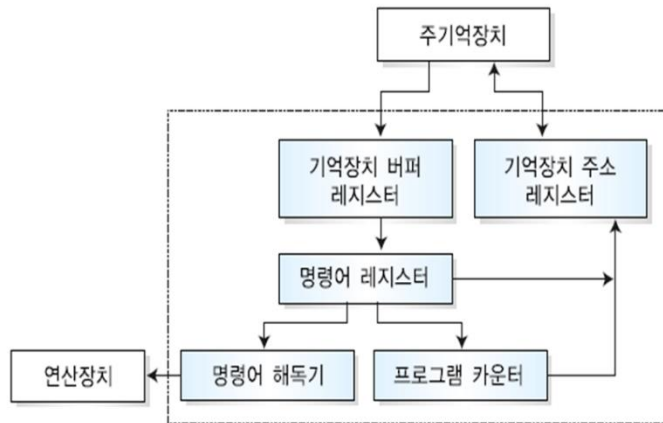 주기억장치
기억장치 버퍼
레지스터
기억장치 주소
레지스터
명령어 레지스터
연산장치
명령어 해독기
프로그램 카운터